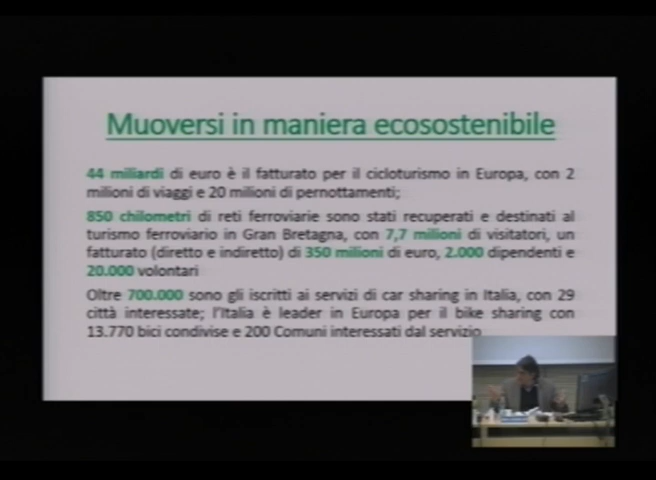 Muoversi in maniera ecosostenibile
44 miliardi di euro è il fatturato per il cicloturismo in Europa, con 2
milioni di viaggi e 20 milioni di pernottamenti;
850 chilometri di reti ferroviarie sono stati recuperati e destinati al
turismo ferroviario in Gran Bretagna, con 7,7 milioni di visitatori, un
fatturato (diretto e indiretto) di 350 milioni di euro, 2.000 dipendenti e
20.000 volontari
Oltre 700.000 sono gli iscritti ai servizi di car sharing in Italia, con 29
città interessate; l'Italia è leader in Europa per il bike sharing con
13.770 bici condivise e 200 Comuni interessati dal servizio